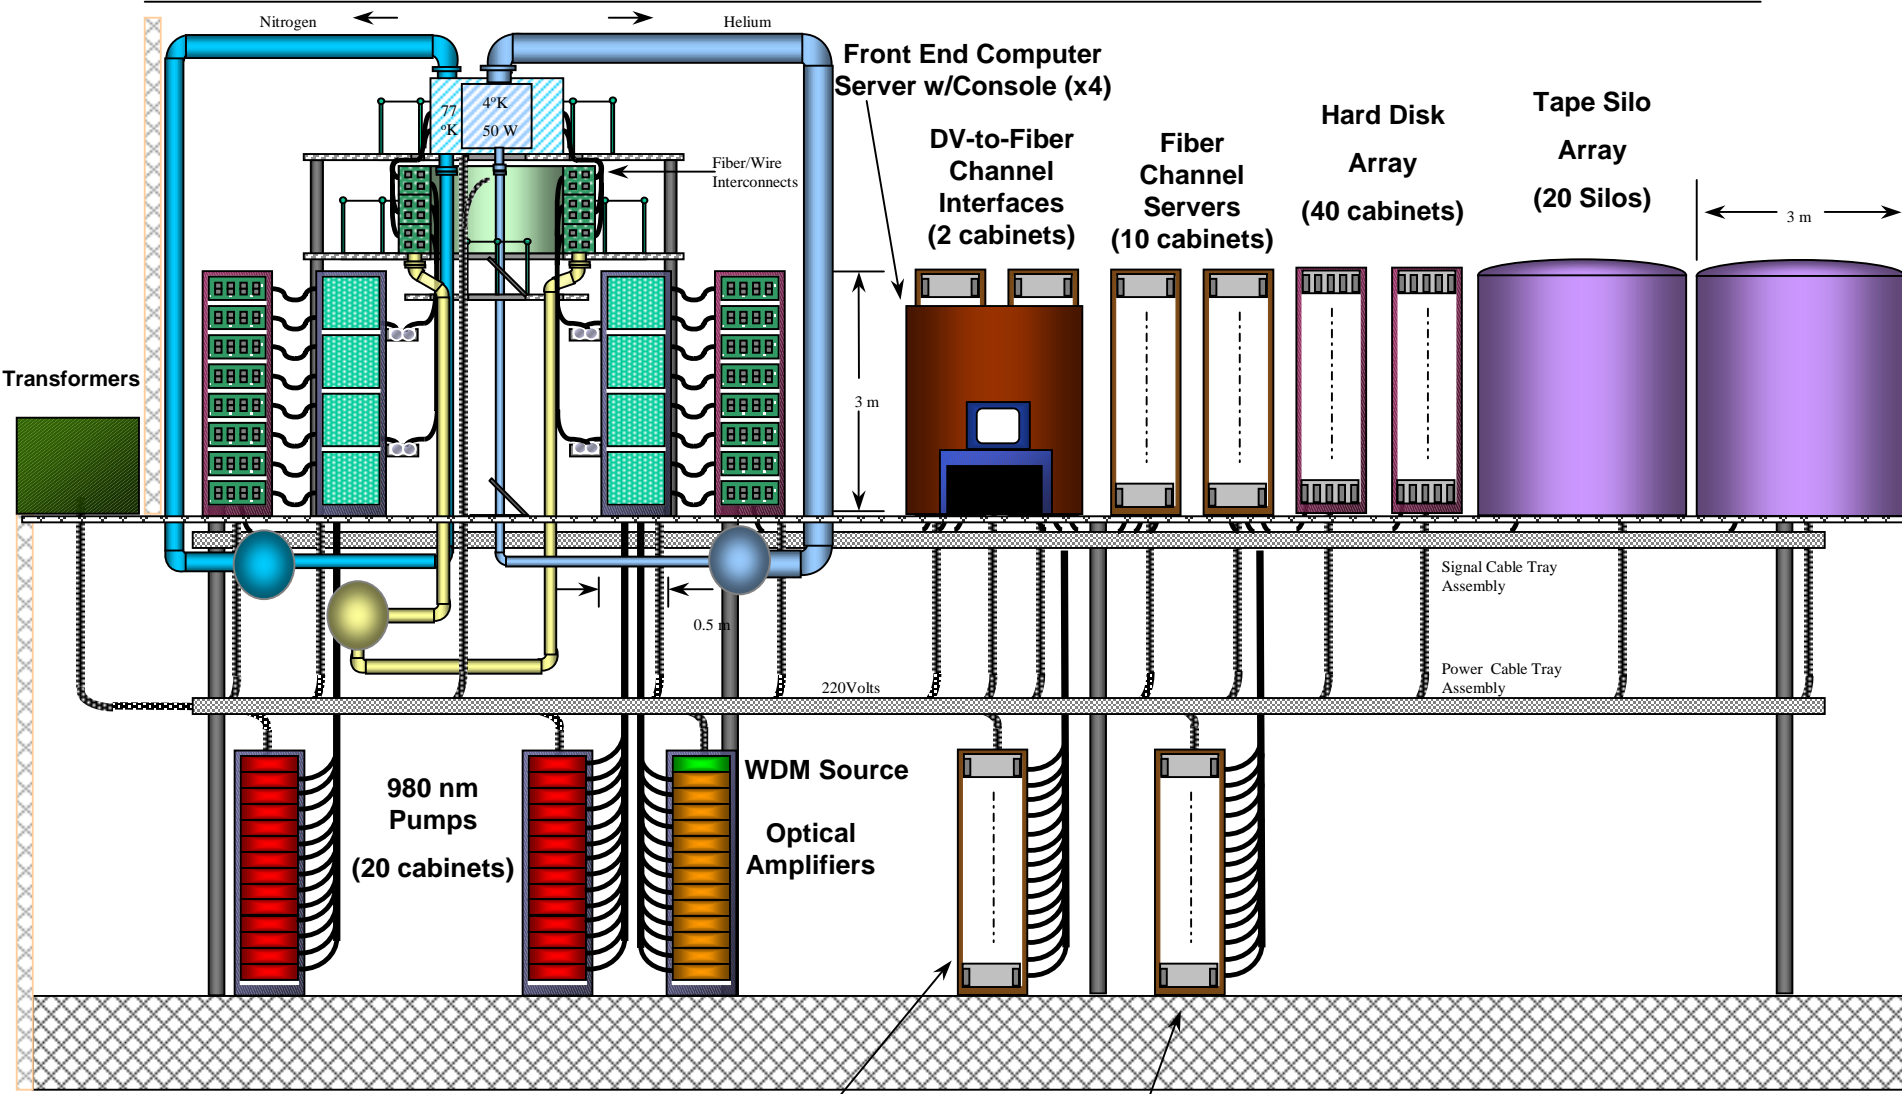 Nitrogen
Helium
Front End Computer
Server w/Console (x4)
77
ºK
4ºK
50 W
Fiber/Wire
Interconnects
DV-to-Fiber
Channel
Interfaces
(2 cabinets)
Fiber
Channel
Servers
(10 cabinets)
Hard Disk
Array
(40 cabinets)
Tape Silo
Array
(20 Silos)
3 m
Transformers
3 m
Signal Cable Tray
Assembly
0.5 m
220Volts
Power Cable Tray
Assembly
980 nm
Pumps
(20 cabinets)
WDM Source
Optical
Amplifiers